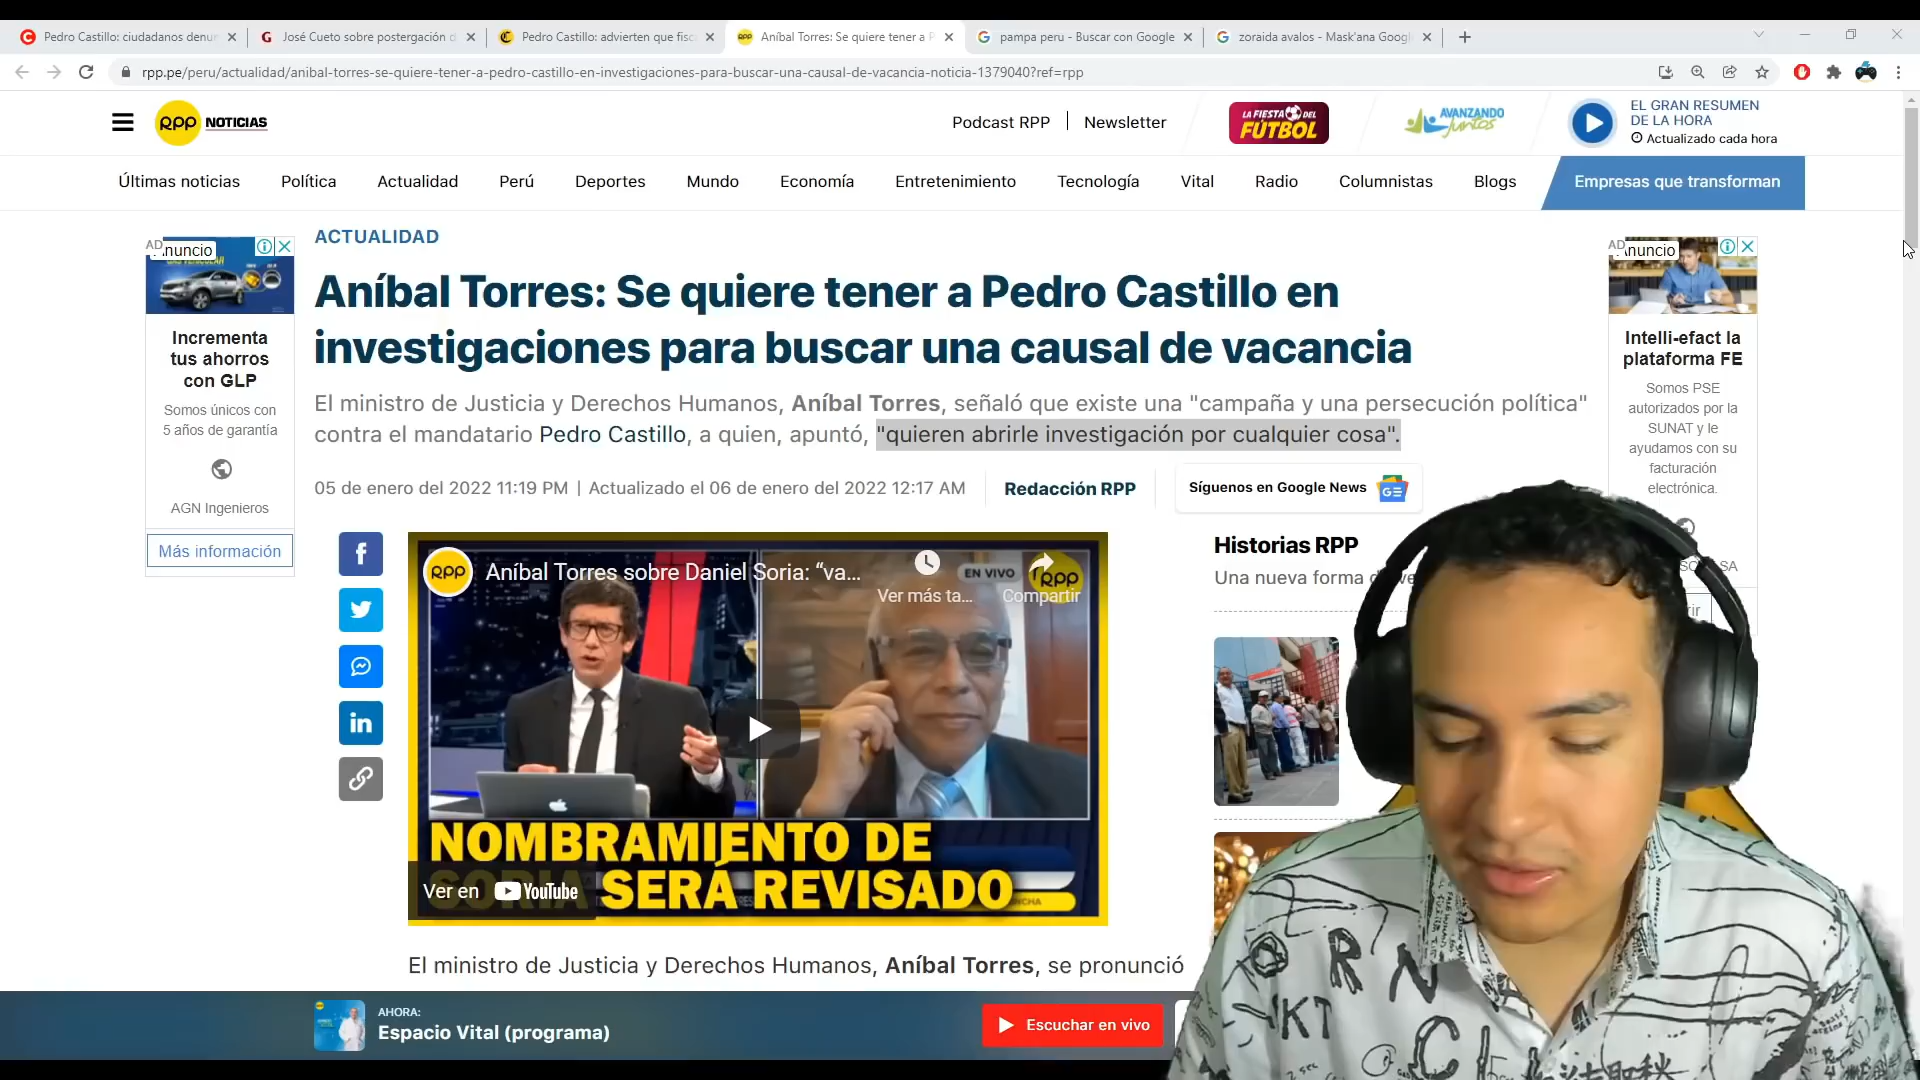 Pedro Castillo: ciudadanos denun
José Cueto sobre postergación d
Pedro Castillo: advierten que fisc
Aníbal Torres: Se quiere tener a P
pampa peru - Buscar con Google
zoraida avalos - Mask'ana Googl
rpp.pe/peru/actualidad/anibal-torres-se-quiere-tener-a-pedro-castillo-en-investigaciones-para-buscar-una-causal-de-vacancia-noticia-1379040?ref=rpp
RPP NOTICIAS
Podcast RPP
Newsletter
LA FIESTA DEL
FÚTBOL
AVANZANDO
Juntos
EL GRAN RESUMEN
DE LA HORA
Actualizado cada hora
Últimas noticias
Política
Actualidad
Perú
Deportes
Mundo
Economía
Entretenimiento
Tecnología
Vital
Radio
Columnistas
Blogs
Empresas que transforman
ACTUALIDAD
Aníbal Torres: Se quiere tener a Pedro Castillo en
investigaciones para buscar una causal de vacancia
El ministro de Justicia y Derechos Humanos, Aníbal Torres, señaló que existe una "campaña y una persecución política"
contra el mandatario Pedro Castillo, a quien, apuntó, "quieren abrirle investigación por cualquier cosa".
05 de enero del 2022 11:19 PM | Actualizado el 06 de enero del 2022 12:17 AM
Redacción RPP
Síguenos en Google News
GE
AD
Anuncio
Incrementa
tus ahorros
con GLP
Somos únicos con
5 años de garantía
AGN Ingenieros
Más información
AD
Anuncio
Intelli-efact la
plataforma FE
Somos PSE
autorizados por la
SUNAT y le
ayudamos con su
facturación
electrónica.
RPP
Aníbal Torres sobre Daniel Soria: “va...
Ver más ta...
EN VIVO
RPP
Compartir
NOMBRAMIENTO DE
SORIA SERÁ REVISADO
Ver en YouTube
Historias RPP
Una nueva forma
El ministro de Justicia y Derechos Humanos, Aníbal Torres, se pronunció
AHORA:
Espacio Vital (programa)
Escuchar en vivo